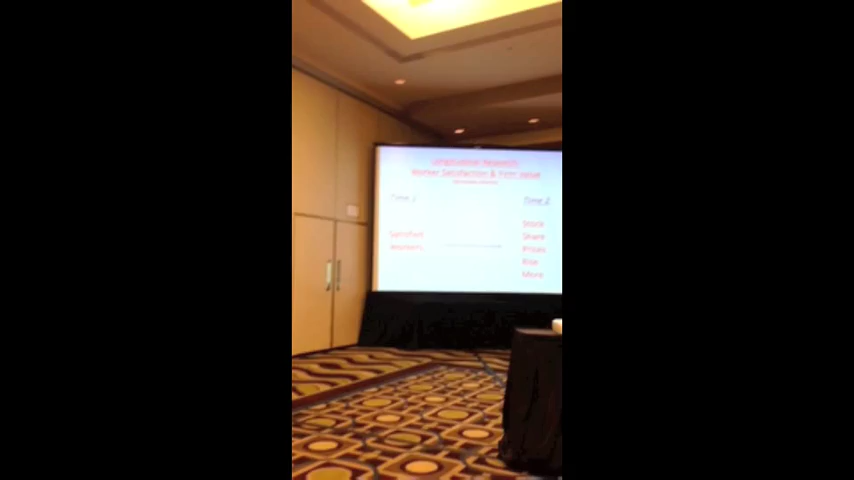 Longitudinal Research:
Worker Satisfaction & Firm Value
Time 1
Time 2
Satisfied
Workers
Stock
Share
Prices
Rise
More